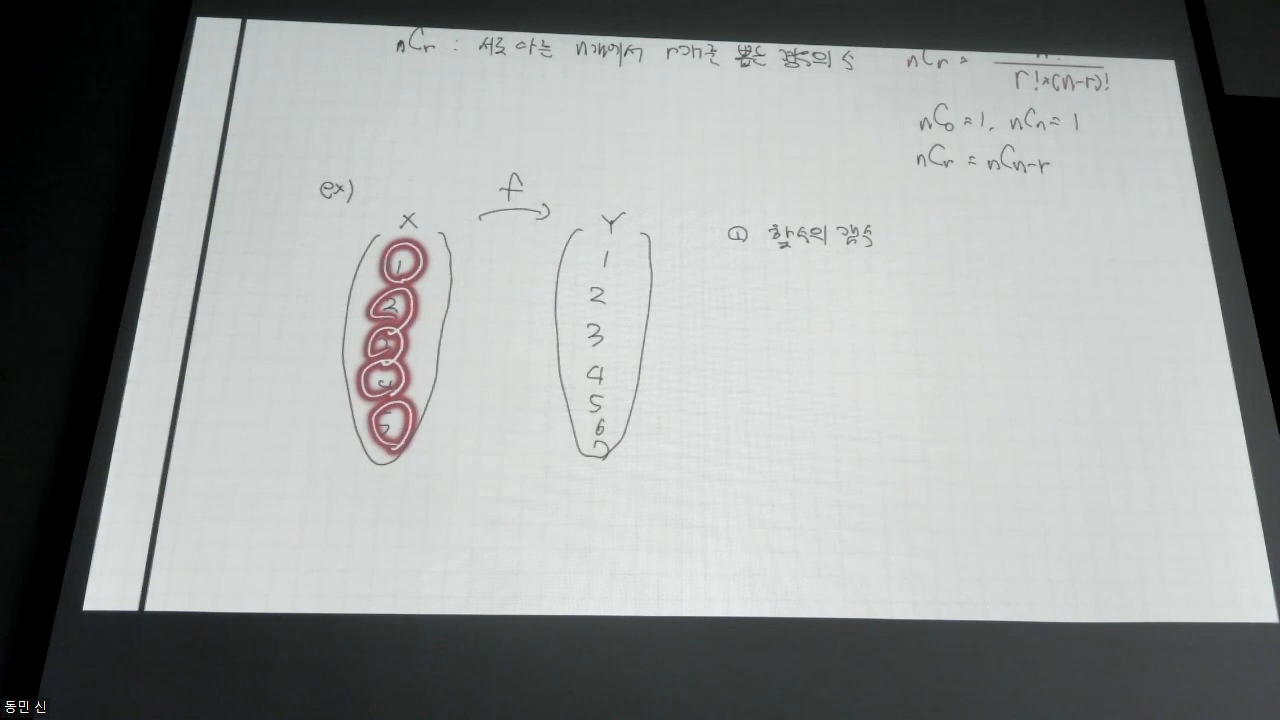 nCr : 서로 다른 n개에서 r개를 뽑는 경우의 수 nCr = n! / r!×(n-r)!
nC0 = 1, nCn = 1
nCr = nCn-r
ex)
f
X Y
1 1
2 2
3 3
4 4
5 5
6
7
① 함수의 갯수
동민 신